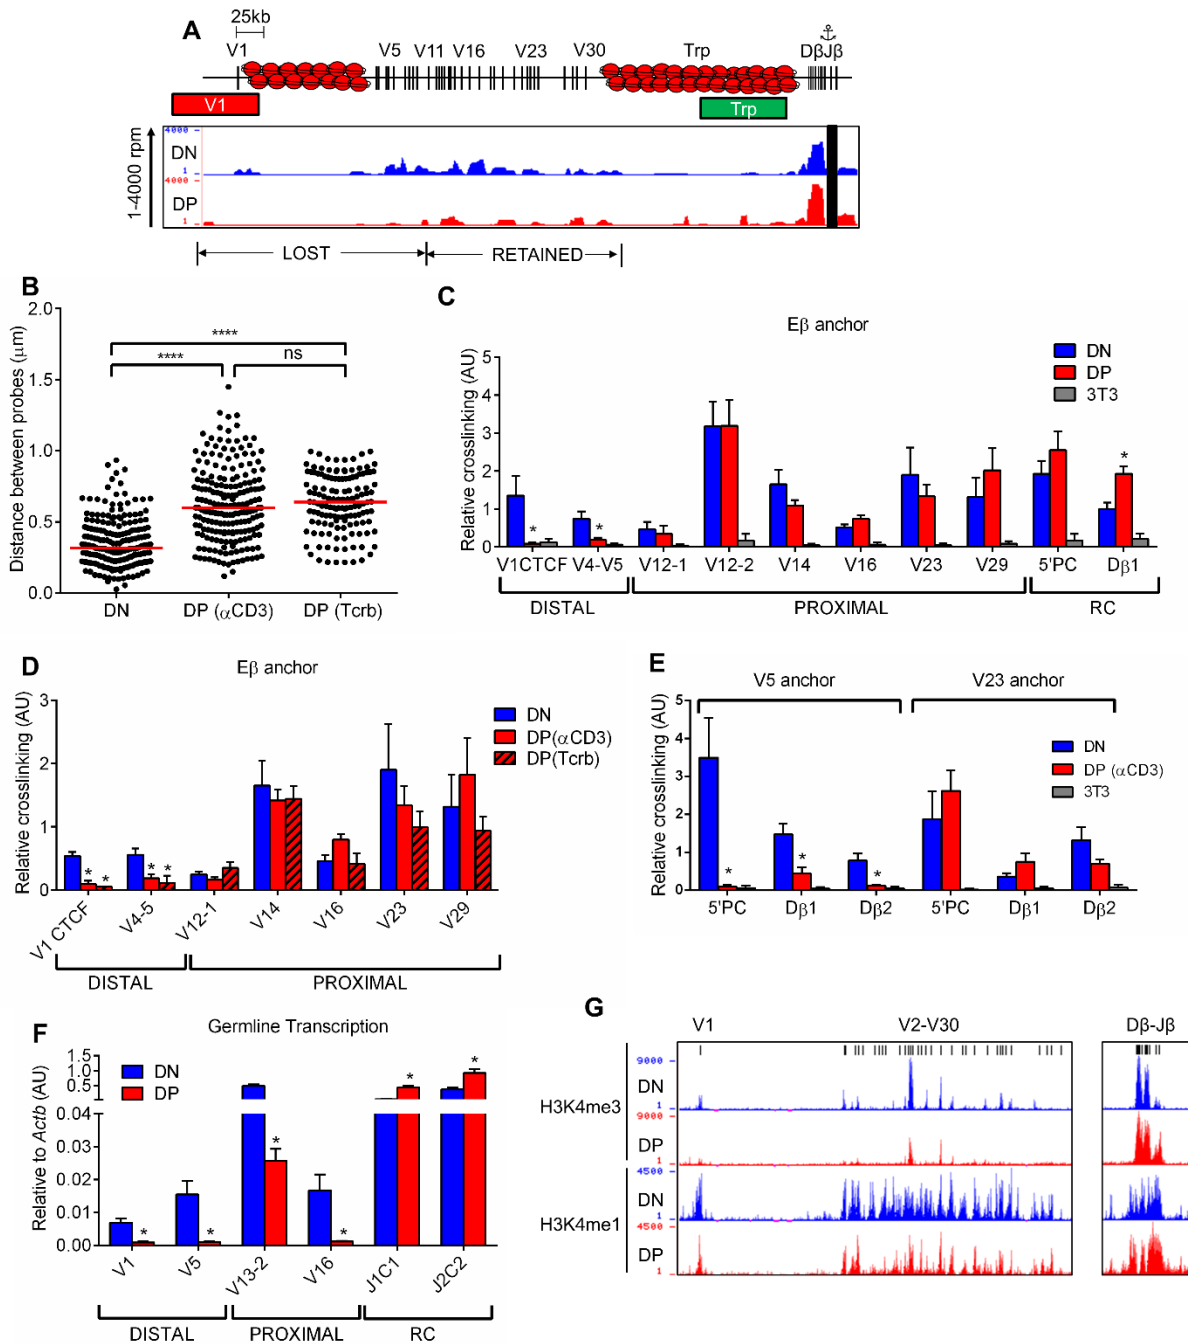 A
25kb
V1 V5 V11 V16 V23 V30 Trp DβJβ
V1
Trp
1-4000 rpm
4000
DN
1
4000
DP
1
LOST RETAINED
B
Distance between probes (μm)
2.0
1.5
1.0
0.5
0.0
****
****
ns
DN DP (αCD3) DP (Tcrb)
C
Eβ anchor
Relative crosslinking (AU)
5
4
3
2
1
0
DN
DP
3T3
* * *
V1CTCF V4-V5 V12-1 V12-2 V14 V16 V23 V29 5'PC Dβ1
DISTAL PROXIMAL RC
D
Eβ anchor
Relative crosslinking (AU)
3
2
1
0
DN
DP(αCD3)
DP(Tcrb)
* * * *
V1 CTCF V4-5 V12-1 V14 V16 V23 V29
DISTAL PROXIMAL
E
V5 anchor V23 anchor
Relative crosslinking (AU)
5
4
3
2
1
0
DN
DP (αCD3)
3T3
* * *
5'PC Dβ1 Dβ2 5'PC Dβ1 Dβ2
F
Germline Transcription
Relative to Actb (AU)
1.5
1.0
0.5
0.04
0.03
0.02
0.01
0.00
DN
DP
* * * * * *
V1 V5 V13-2 V16 J1C1 J2C2
DISTAL PROXIMAL RC
G
V1 V2-V30 Dβ-Jβ
H3K4me3
9000
DN
1
9000
DP
1
H3K4me1
4500
DN
1
4500
DP
1